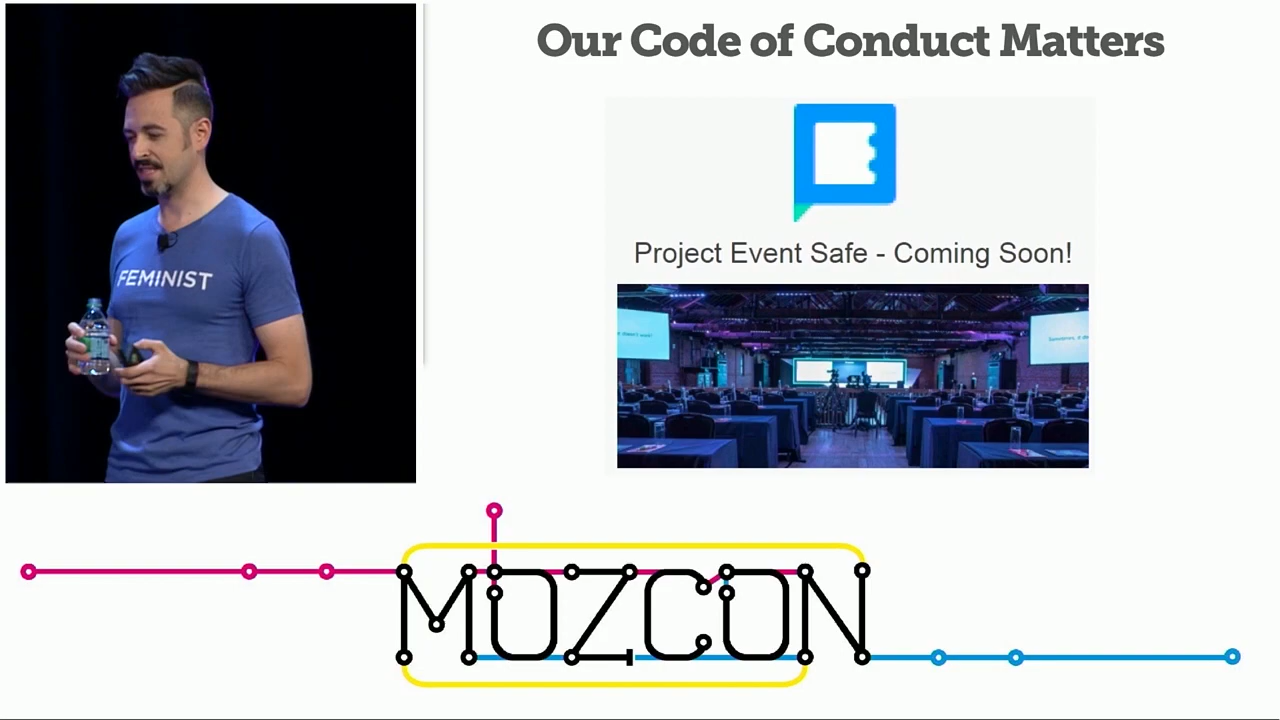 Our Code of Conduct Matters
FEMINIST
Project Event Safe - Coming Soon!
MOZCON